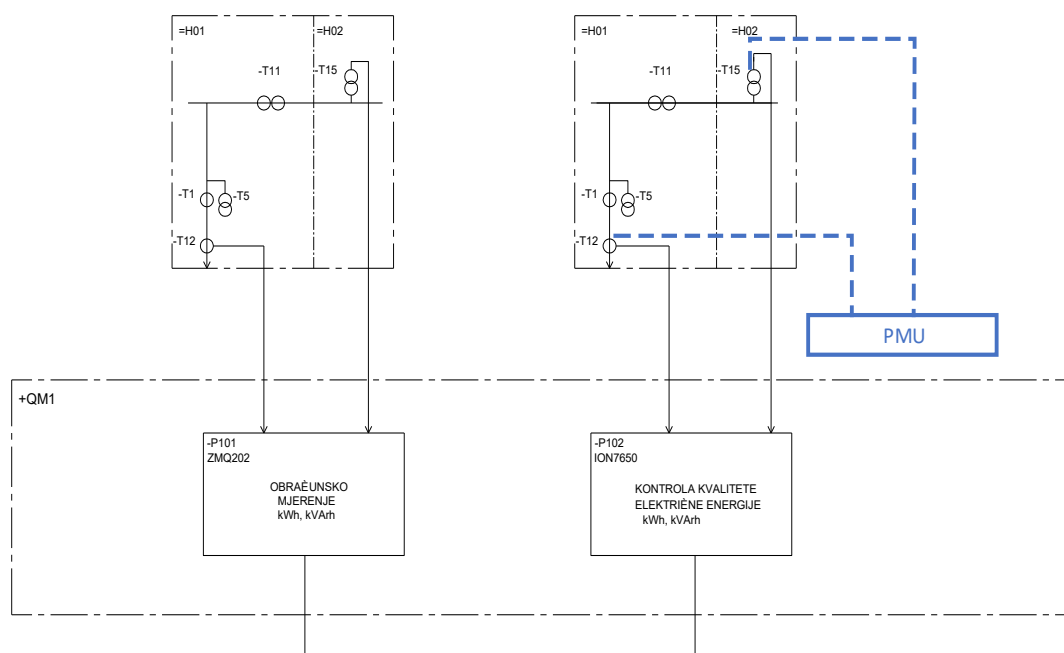 =H01
=H02
-T11
-T15
-T1
-T5
-T12
=H01
=H02
-T11
-T15
-T1
-T5
-T12
PMU
+QM1
-P101
ZMQ202
OBRAÈUNSKO
MJERENJE
kWh, kVArh
-P102
ION7650
KONTROLA KVALITETE
ELEKTRIÈNE ENERGIJE
kWh, kVArh